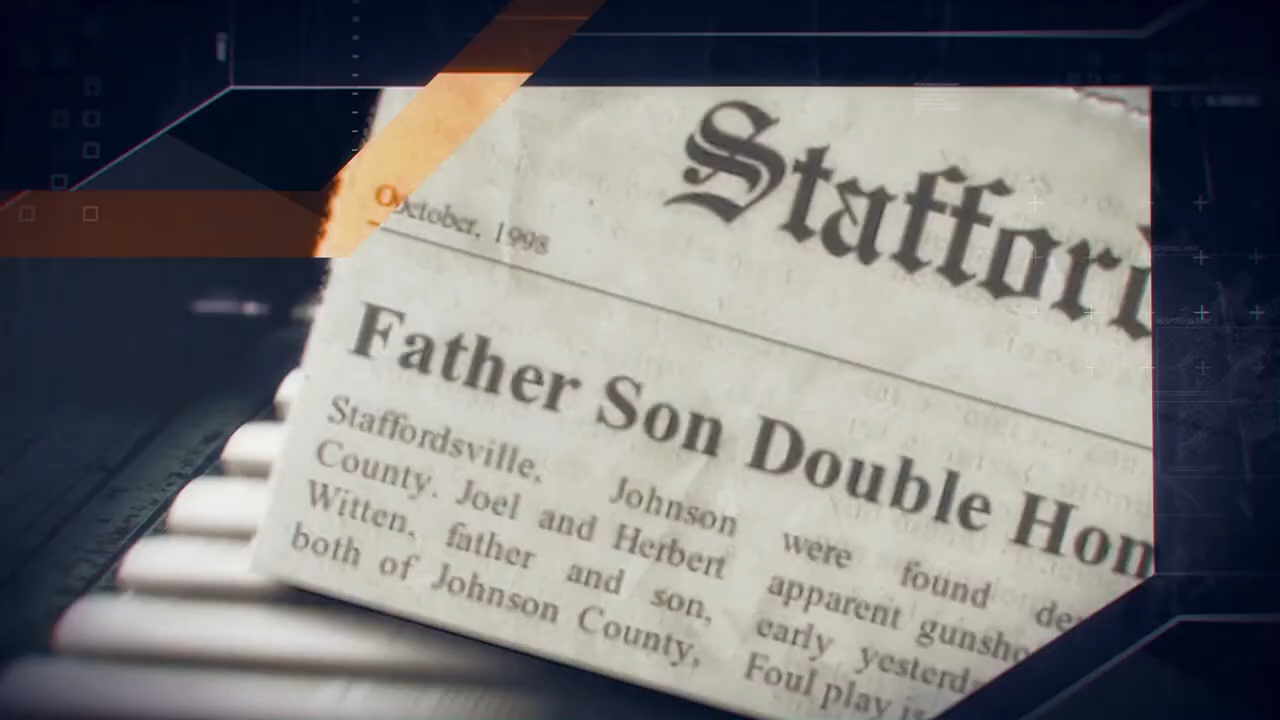 Stafford
October, 1998
Father Son Double Hom
Staffordsville, Johnson
County. Joel and Herbert
Witten, father and son,
both of Johnson County,
were found de
apparent gunsho
early yesterd
Foul play is